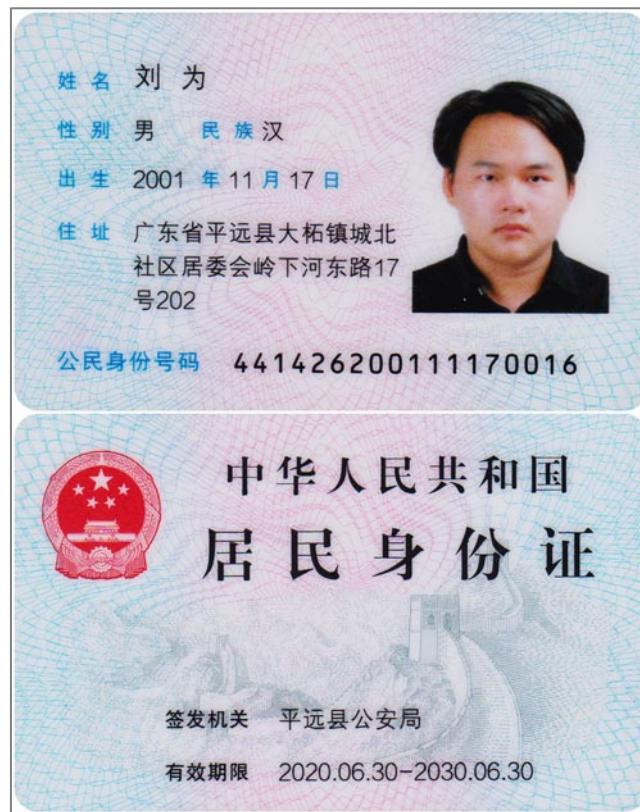 姓名 刘为
性别 男 民族 汉
出生 2001 年 11 月 17 日
住址 广东省平远县大柘镇城北
社区居委会岭下河东路17
号202
公民身份号码 441426200111170016
中华人民共和国
居民身份证
签发机关 平远县公安局
有效期限 2020.06.30-2030.06.30